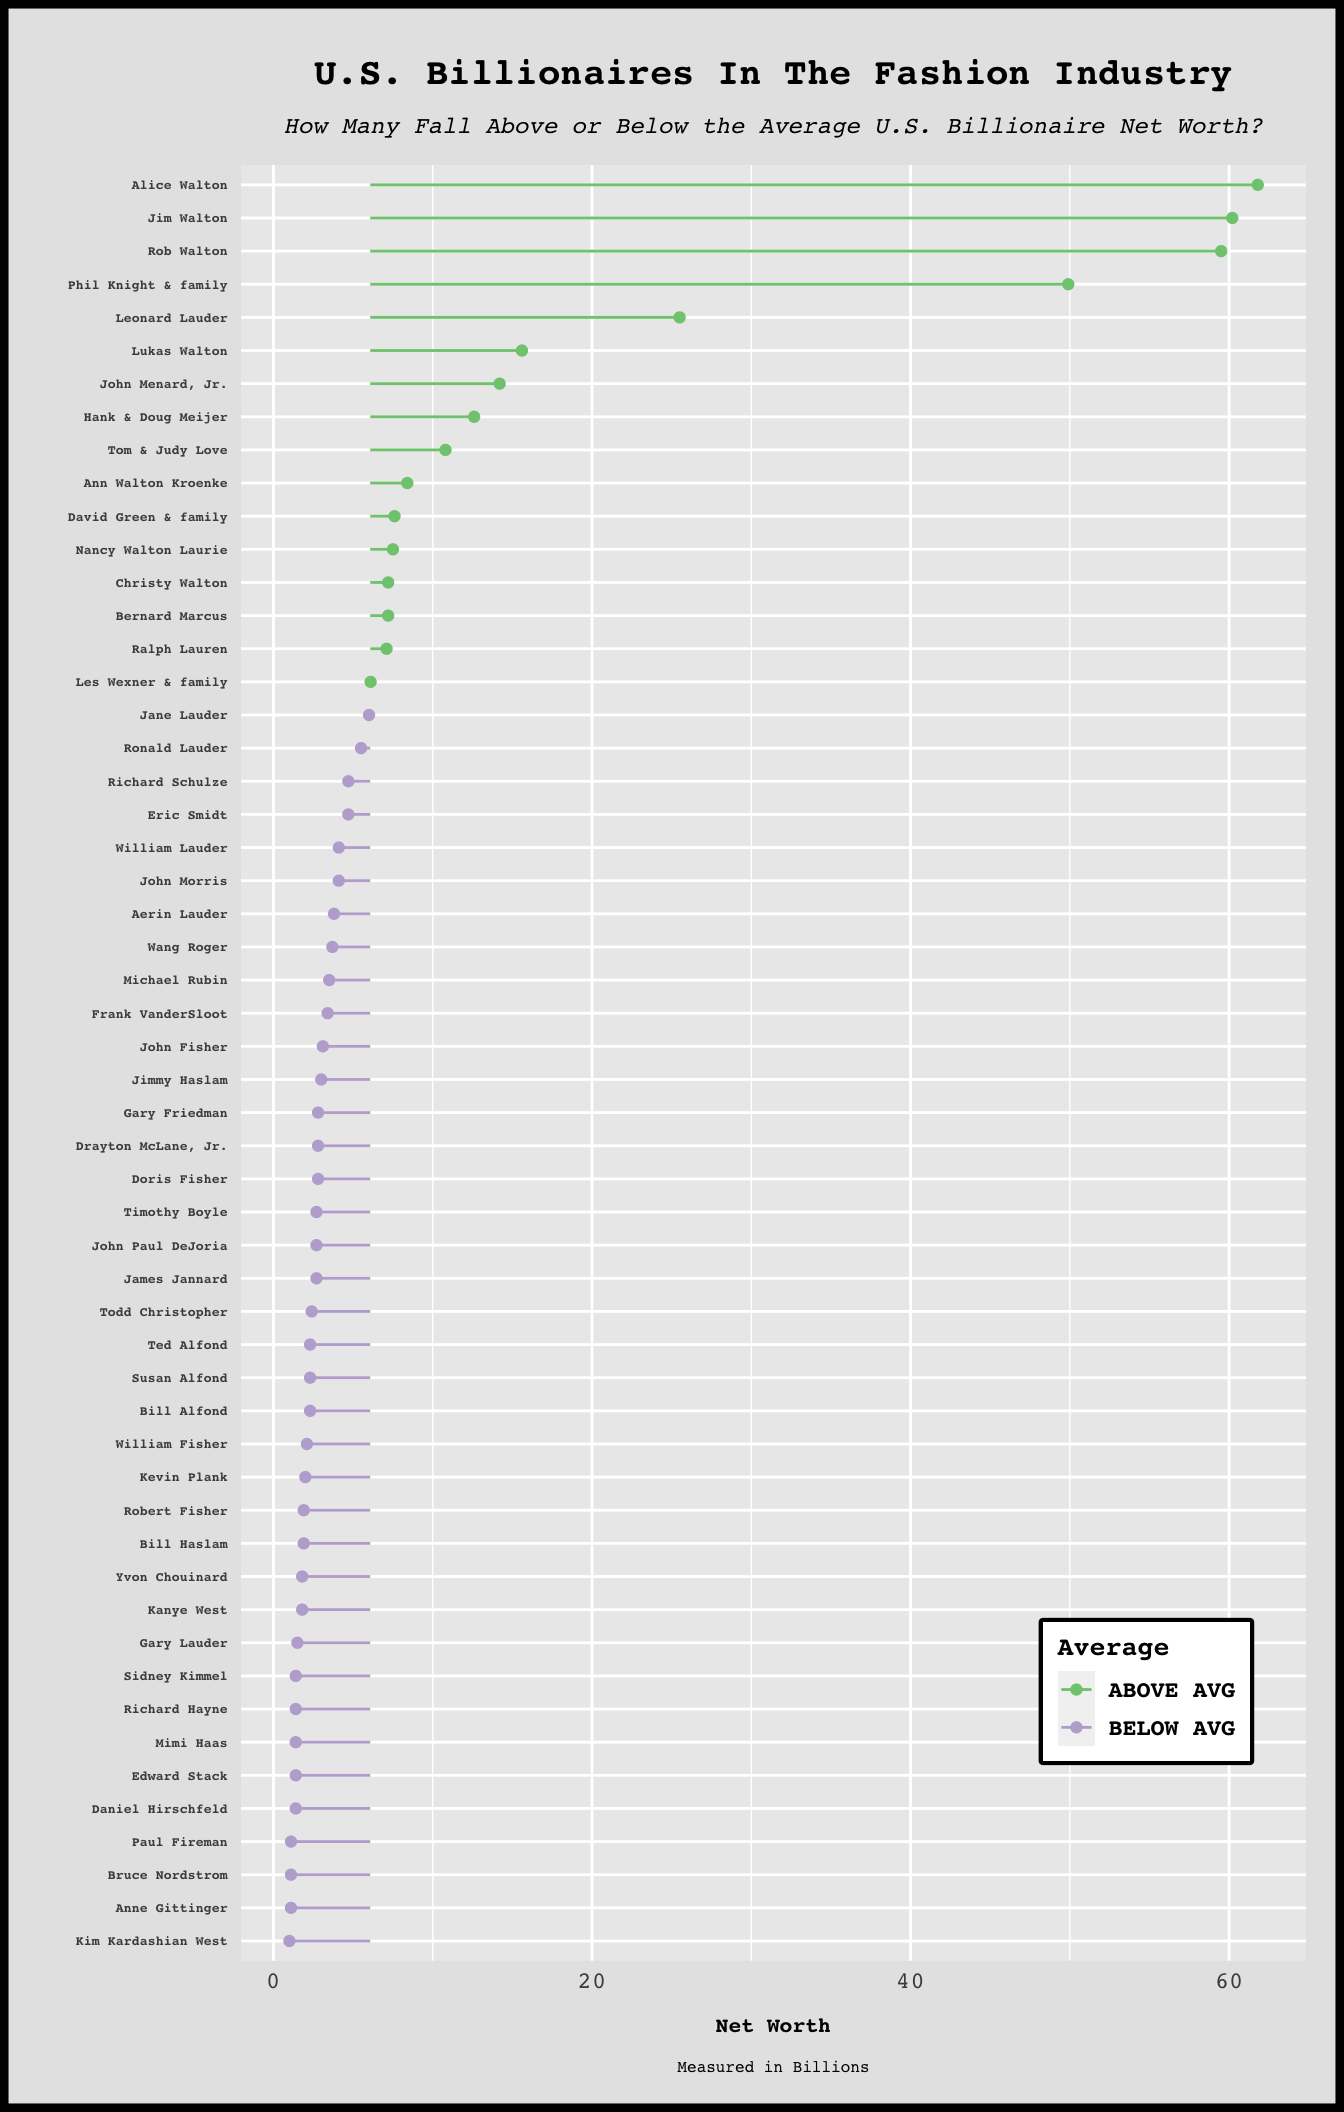 U.S. Billionaires In The Fashion Industry
How Many Fall Above or Below the Average U.S. Billionaire Net Worth?
Alice Walton
Jim Walton
Rob Walton
Phil Knight & family
Leonard Lauder
Lukas Walton
John Menard, Jr.
Hank & Doug Meijer
Tom & Judy Love
Ann Walton Kroenke
David Green & family
Nancy Walton Laurie
Christy Walton
Bernard Marcus
Ralph Lauren
Les Wexner & family
Jane Lauder
Ronald Lauder
Richard Schulze
Eric Smidt
William Lauder
John Morris
Aerin Lauder
Wang Roger
Michael Rubin
Frank VanderSloot
John Fisher
Jimmy Haslam
Gary Friedman
Drayton McLane, Jr.
Doris Fisher
Timothy Boyle
John Paul DeJoria
James Jannard
Todd Christopher
Ted Alfond
Susan Alfond
Bill Alfond
William Fisher
Kevin Plank
Robert Fisher
Bill Haslam
Yvon Chouinard
Kanye West
Gary Lauder
Sidney Kimmel
Richard Hayne
Mimi Haas
Edward Stack
Daniel Hirschfeld
Paul Fireman
Bruce Nordstrom
Anne Gittinger
Kim Kardashian West
Average
ABOVE AVG
BELOW AVG
0 20 40 60
Net Worth
Measured in Billions